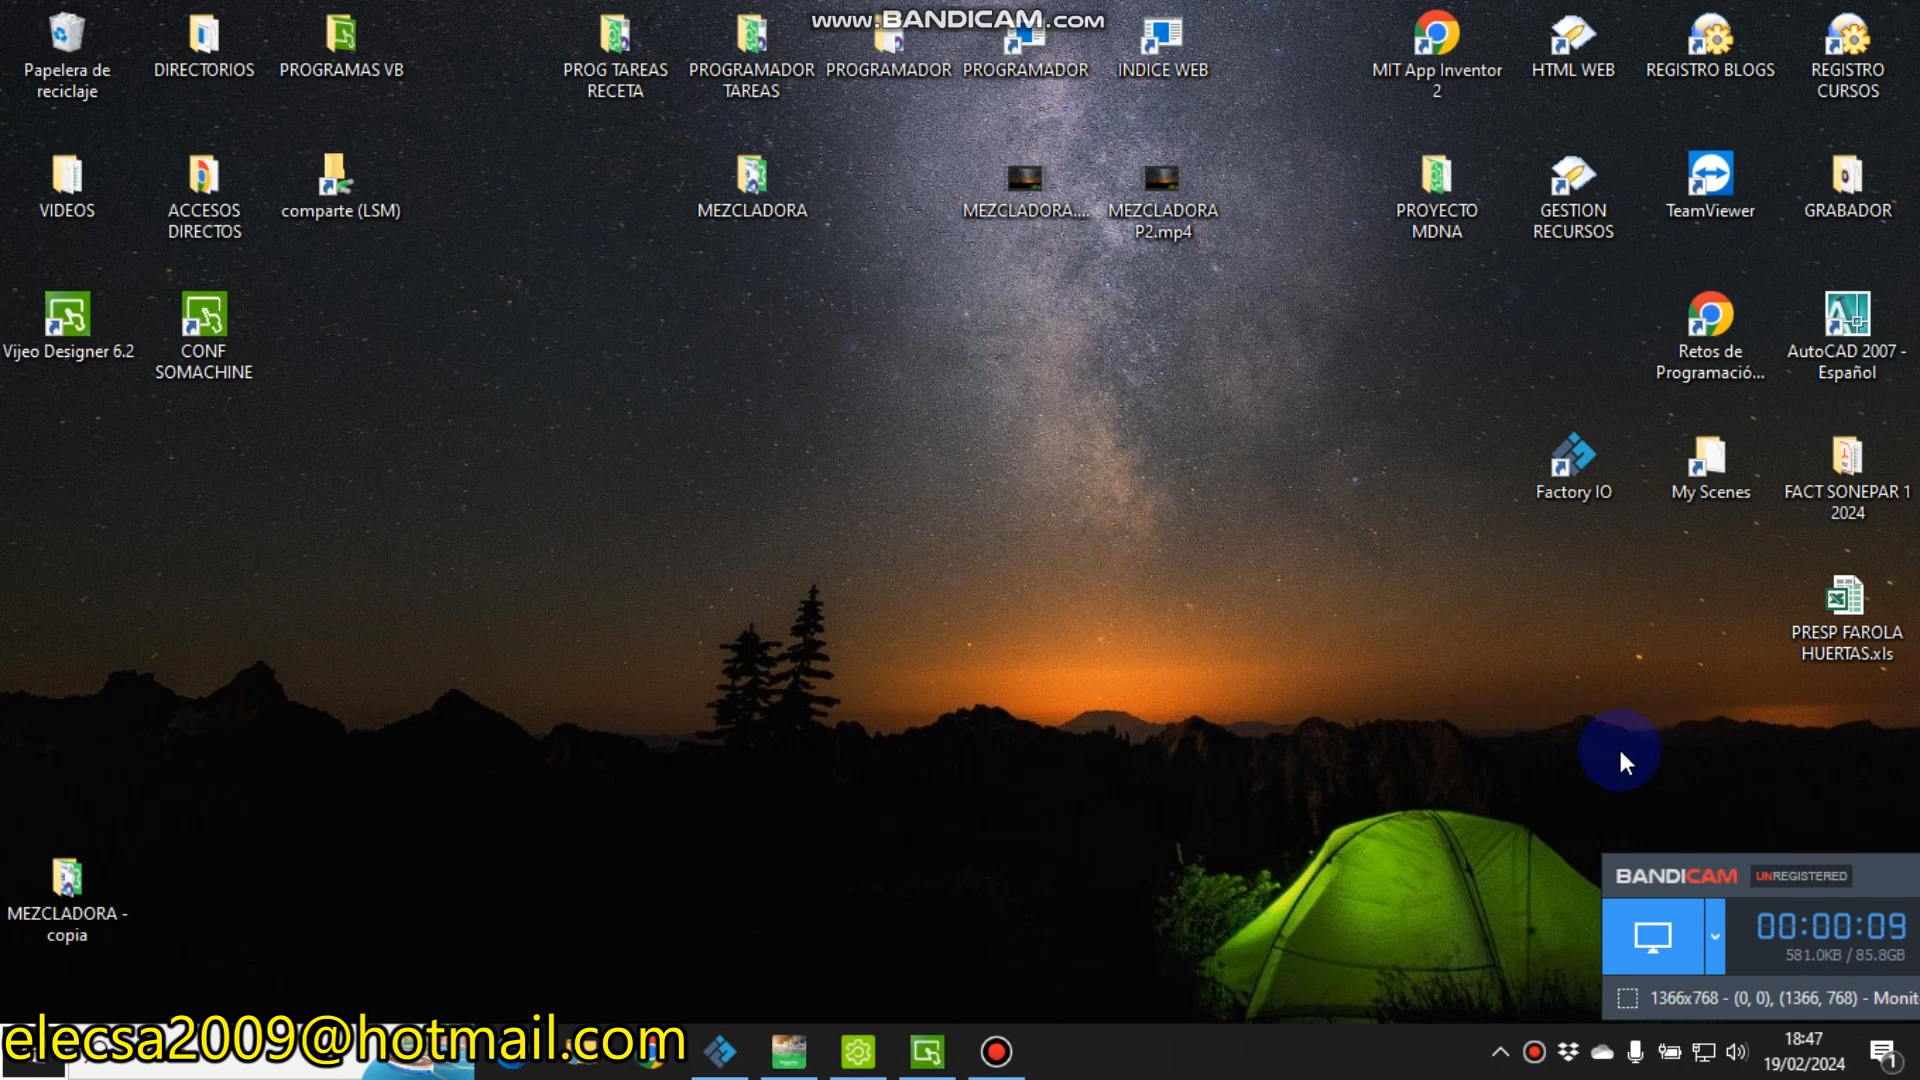 www.BANDICAM.com
Papelera de
reciclaje
DIRECTORIOS
PROGRAMAS VB
PROG TAREAS
RECETA
PROGRAMADOR
TAREAS
PROGRAMADOR
PROGRAMADOR
INDICE WEB
MIT App Inventor
2
HTML WEB
REGISTRO BLOGS
REGISTRO
CURSOS
VIDEOS
ACCESOS
DIRECTOS
comparte (LSM)
MEZCLADORA
MEZCLADORA....
MEZCLADORA
P2.mp4
PROYECTO
MDNA
GESTION
RECURSOS
TeamViewer
GRABADOR
Vijeo Designer 6.2
CONF
SOMACHINE
Retos de
Programació...
AutoCAD 2007 -
Español
Factory IO
My Scenes
FACT SONEPAR 1
2024
PRESP FAROLA
HUERTAS.xls
MEZCLADORA -
copia
BANDICAM UNREGISTERED
00:00:09
581.0KB / 85.8GB
1366x768 - (0, 0), (1366, 768) - Monit
elecsa2009@hotmail.com
18:47
19/02/2024
1